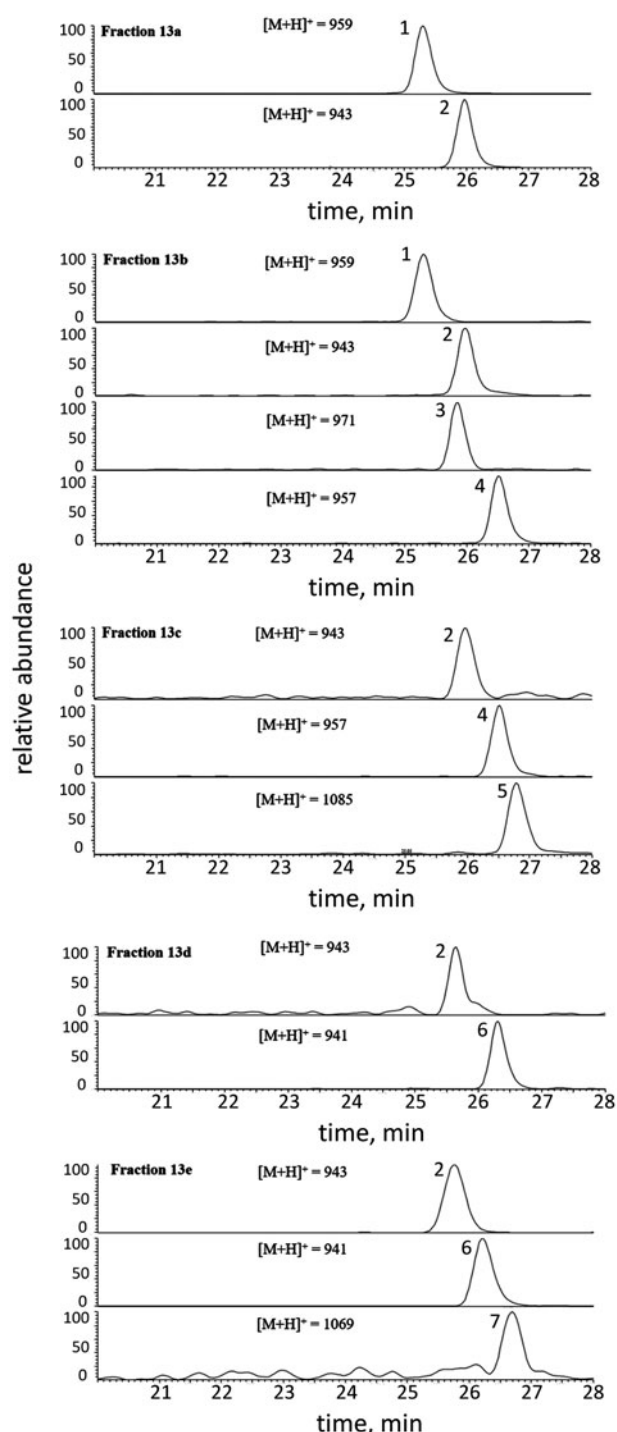 Fraction 13a [M+H]⁺ = 959 1
100
50
0
[M+H]⁺ = 943 2
100
50
0
21 22 23 24 25 26 27 28
time, min
Fraction 13b [M+H]⁺ = 959 1
100
50
0
[M+H]⁺ = 943 2
100
50
0
[M+H]⁺ = 971 3
100
50
0
[M+H]⁺ = 957 4
100
50
0
21 22 23 24 25 26 27 28
time, min
relative abundance
Fraction 13c [M+H]⁺ = 943 2
100
50
0
[M+H]⁺ = 957 4
100
50
0
[M+H]⁺ = 1085 5
100
50
0
21 22 23 24 25 26 27 28
time, min
Fraction 13d [M+H]⁺ = 943 2
100
50
0
[M+H]⁺ = 941 6
100
50
0
21 22 23 24 25 26 27 28
time, min
Fraction 13e [M+H]⁺ = 943 2
100
50
0
[M+H]⁺ = 941 6
100
50
0
[M+H]⁺ = 1069 7
100
50
0
21 22 23 24 25 26 27 28
time, min